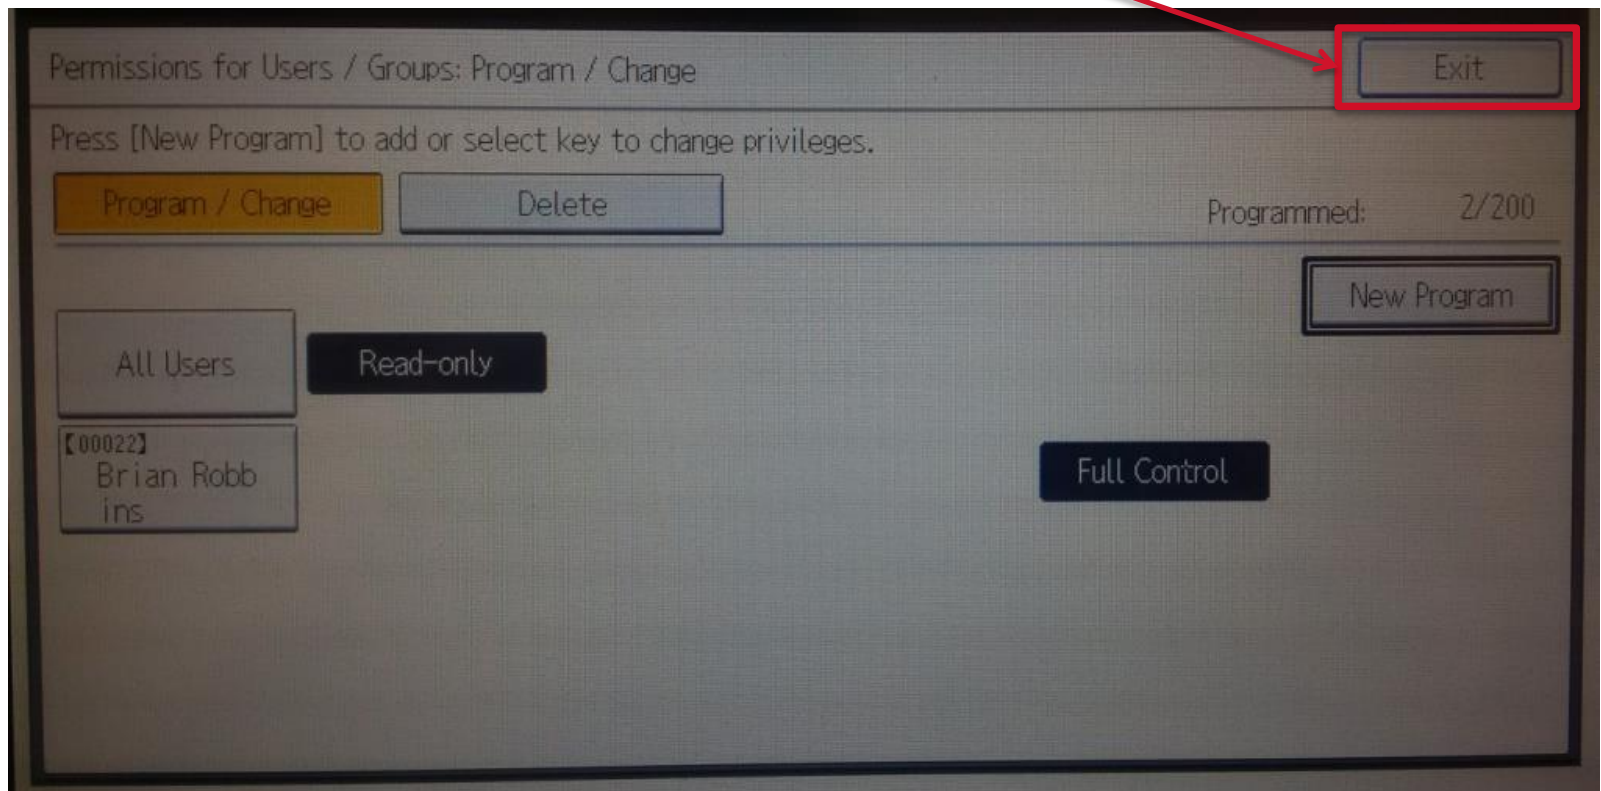 Permissions for Users / Groups: Program / Change
Exit
Press [New Program] to add or select key to change privileges.
Program / Change
Delete
Programmed: 2/200
New Program
All Users
Read-only
【00022】
Brian Robb
ins
Full Control